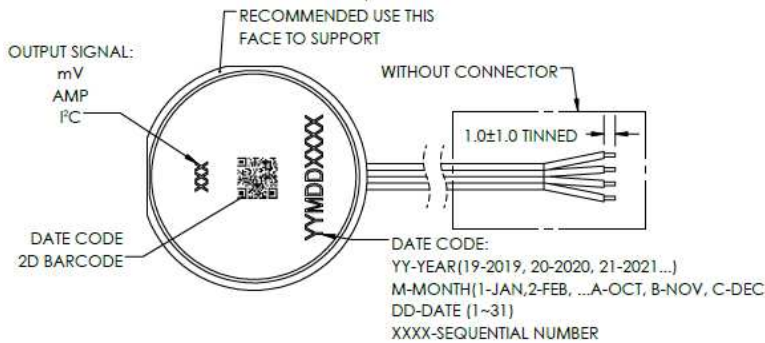 RECOMMENDED USE THIS
FACE TO SUPPORT
OUTPUT SIGNAL:
mV
AMP
I²C
WITHOUT CONNECTOR
1.0±1.0 TINNED
XXX
YYMDDXXXX
DATE CODE
2D BARCODE
DATE CODE:
YY-YEAR(19-2019, 20-2020, 21-2021...)
M-MONTH(1-JAN,2-FEB, ...A-OCT, B-NOV, C-DEC
DD-DATE (1~31)
XXXX-SEQUENTIAL NUMBER